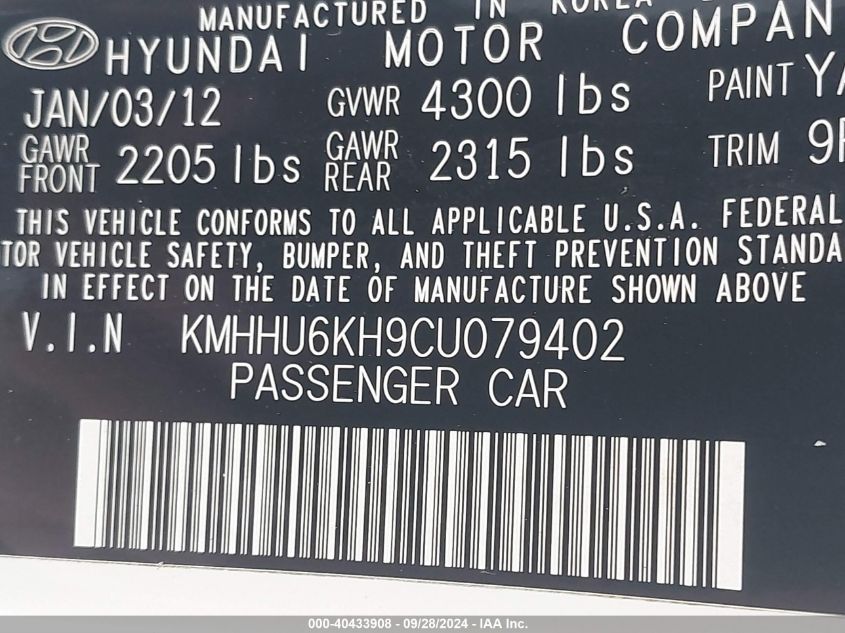 MANUFACTURED IN KOREA
HYUNDAI MOTOR COMPAN
JAN/03/12 GVWR 4300 lbs PAINT YA
GAWR FRONT 2205 lbs GAWR REAR 2315 lbs TRIM 9
THIS VEHICLE CONFORMS TO ALL APPLICABLE U.S.A. FEDERAL
TOR VEHICLE SAFETY, BUMPER, AND THEFT PREVENTION STANDA
IN EFFECT ON THE DATE OF MANUFACTURE SHOWN ABOVE
V.I.N KMHHU6KH9CU079402
PASSENGER CAR
000-40433908 - 09/28/2024 - IAA Inc.